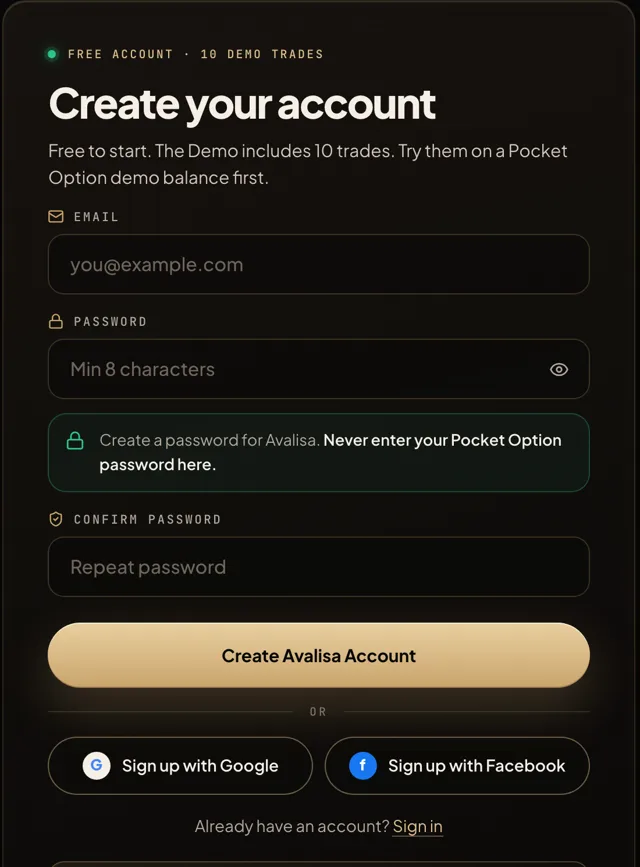 FREE ACCOUNT · 10 DEMO TRADES
Create your account
Free to start. The Demo includes 10 trades. Try them on a Pocket
Option demo balance first.
EMAIL
you@example.com
PASSWORD
Min 8 characters
Create a password for Avalisa. Never enter your Pocket Option
password here.
CONFIRM PASSWORD
Repeat password
Create Avalisa Account
OR
G Sign up with Google
f Sign up with Facebook
Already have an account? Sign in